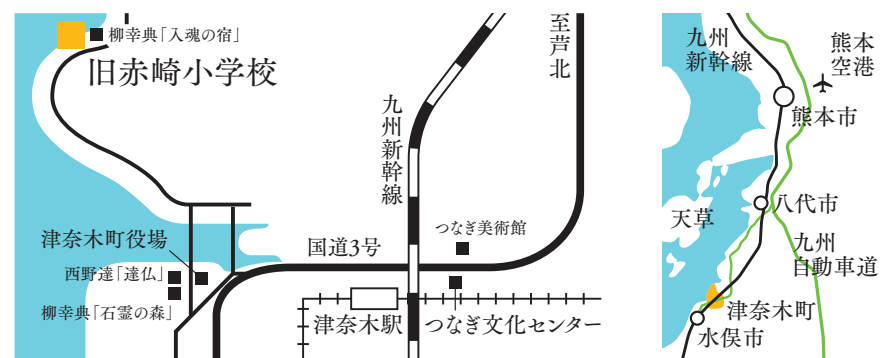 柳幸典「入魂の宿」
旧赤崎小学校
至芦北
九州新幹線
つなぎ美術館
国道3号
津奈木町役場
西野達「達仏」
柳幸典「石霊の森」
津奈木駅
つなぎ文化センター
九州
新幹線
熊本
空港
熊本市
八代市
天草
九州
自動車道
津奈木町
水俣市